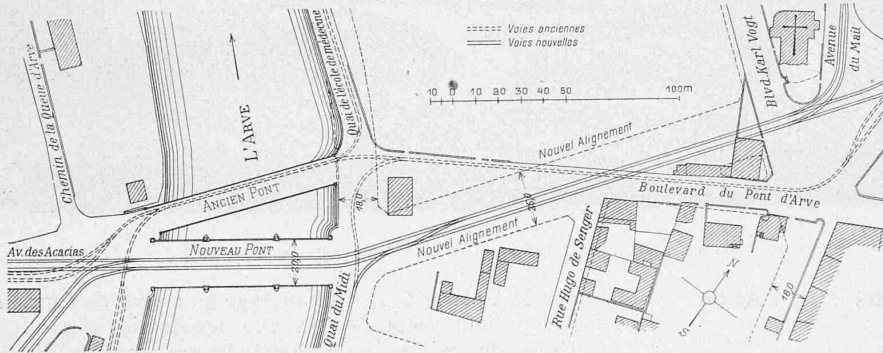 Voies anciennes
Voies nouvelles
10 0 10 20 30 40 50 100m
Chemin de la Queue d'Arve
L'ARVE
Quai de l'école de médecine
Blvd. Karl Vogt
Avenue
du Mail
Nouvel Alignement
ANCIEN PONT
18,0
25,0
Boulevard du Pont d'Arve
Av. des Acacias
NOUVEAU PONT
23,0
Nouvel Alignement
Quai du Midi
Rue Hugo de Senger
N
S
18,0